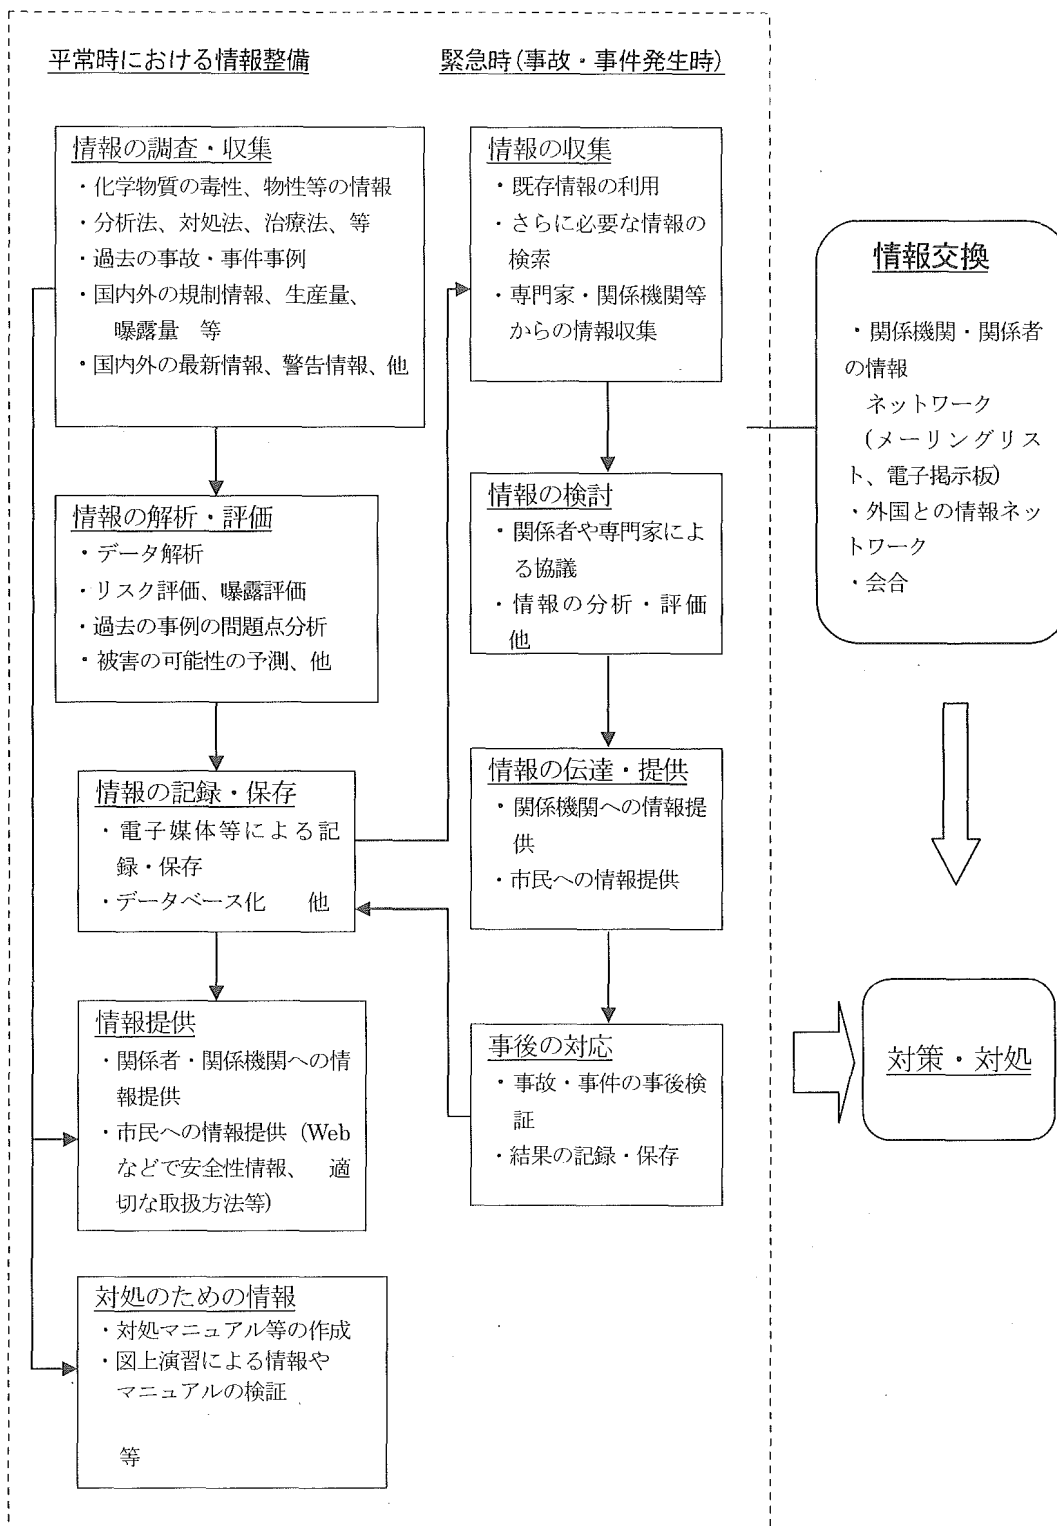 平常時における情報整備
情報の調査・収集
・化学物質の毒性、物性等の情報
・分析法、対処法、治療法、等
・過去の事故・事件事例
・国内外の規制情報、生産量、
曝露量 等
・国内外の最新情報、警告情報、他
情報の解析・評価
・データ解析
・リスク評価、曝露評価
・過去の事例の問題点分析
・被害の可能性の予測、他
情報の記録・保存
・電子媒体等による記
録・保存
・データベース化 他
情報提供
・関係者・関係機関への情
報提供
・市民への情報提供（Web
などで安全性情報、 適
切な取扱方法等)
対処のための情報
・対処マニュアル等の作成
・図上演習による情報や
マニュアルの検証
等
緊急時(事故・事件発生時)
情報の収集
・既存情報の利用
・さらに必要な情報の
検索
・専門家・関係機関等
からの情報収集
情報の検討
・関係者や専門家によ
る協議
・情報の分析・評価
他
情報の伝達・提供
・関係機関への情報提
供
・市民への情報提供
事後の対応
・事故・事件の事後検
証
・結果の記録・保存
情報交換
・関係機関・関係者
の情報
ネットワーク
（メーリングリス
ト、電子掲示板)
・外国との情報ネッ
トワーク
・会合
対策・対処